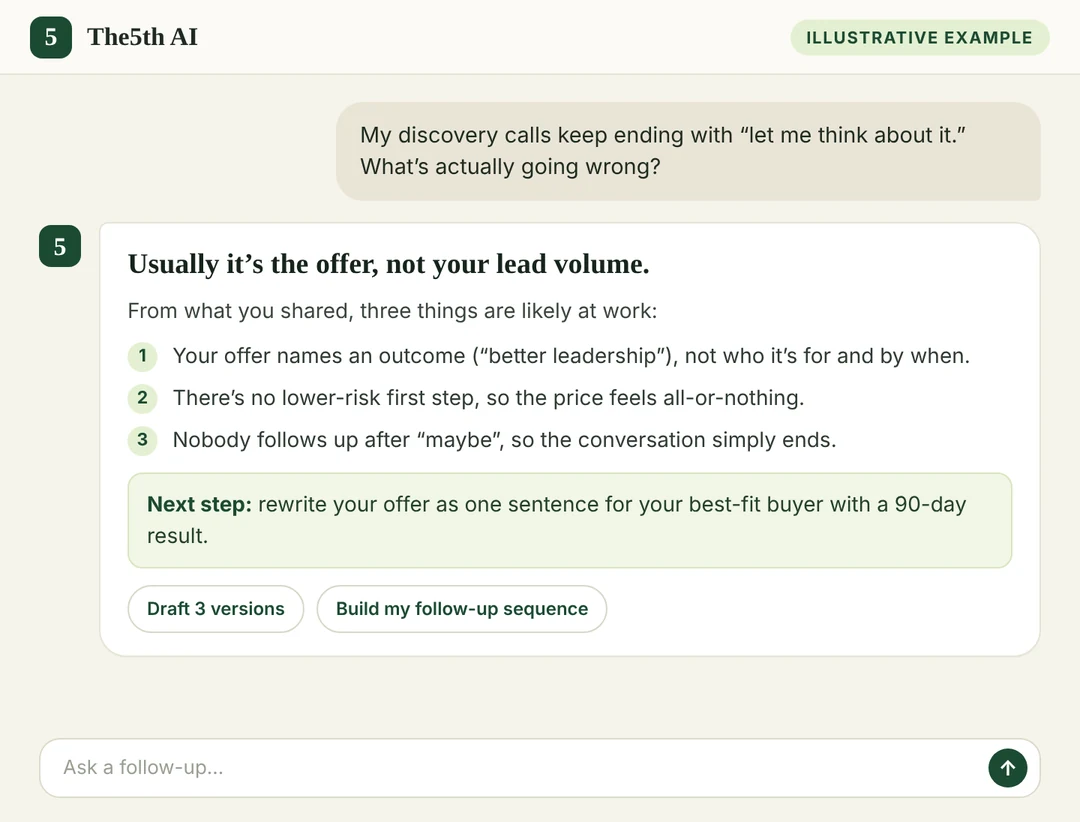 5
The5th AI
ILLUSTRATIVE EXAMPLE
My discovery calls keep ending with “let me think about it.”
What’s actually going wrong?
5
Usually it’s the offer, not your lead volume.
From what you shared, three things are likely at work:
1 Your offer names an outcome (“better leadership”), not who it’s for and by when.
2 There’s no lower-risk first step, so the price feels all-or-nothing.
3 Nobody follows up after “maybe”, so the conversation simply ends.
Next step: rewrite your offer as one sentence for your best-fit buyer with a 90-day
result.
Draft 3 versions
Build my follow-up sequence
Ask a follow-up...